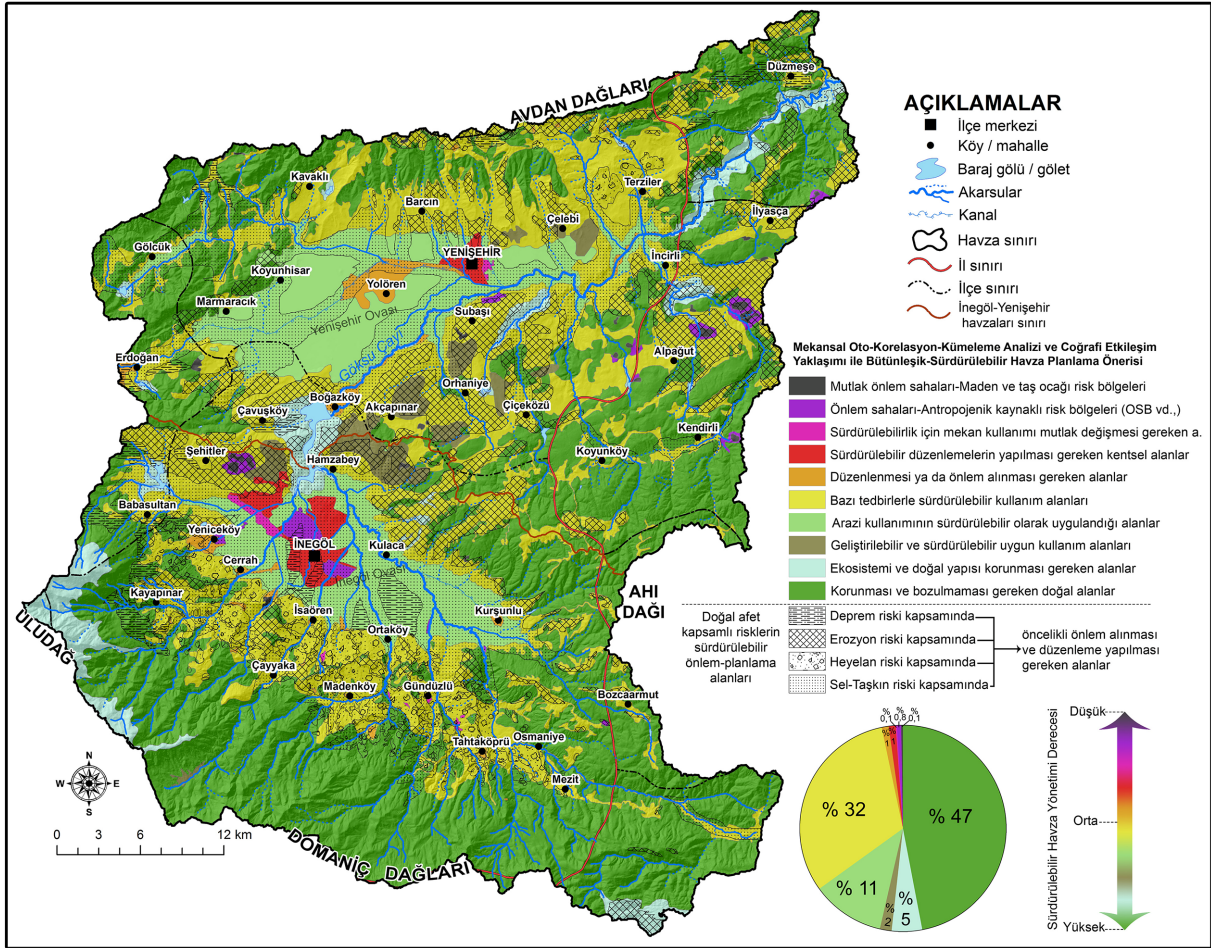 Düzmeşe
AVDAN DAĞLARI
Kavaklı
Terziler
Barcın
Çelebi
İlyasça
Gölcük
YENİŞEHİR
İncirli
Koyunhisar
Yolören
Marmaracık
Yenişehir Ovası
Subaşı
Göksu Çayı
Erdoğan
Alpağut
Orhaniye
Boğazköy
Çavuşköy
Akçapınar
Çiçeközü
Kendirli
Şehitler
Hamzabey
Koyunköy
Babasultan
Yeniceköy
İNEGÖL
Kulaca
Cerrah
İnegöl Ova
AHI
DAĞI
Kayapınar
İsaören
Kurşunlu
ULUDAĞ
Ortaköy
Çayyaka
Madenköy
Gündüzlü
Bozcaarmut
Tahtaköprü
Osmaniye
Mezit
DOMANİÇ DAĞLARI
N
W E
S
0 3 6 12 km
AÇIKLAMALAR
İlçe merkezi
Köy / mahalle
Baraj gölü / gölet
Akarsular
Kanal
Havza sınırı
İl sınırı
İlçe sınırı
İnegöl-Yenişehir
havzaları sınırı
Mekansal Oto-Korelasyon-Kümeleme Analizi ve Coğrafi Etkileşim
Yaklaşımı ile Bütünleşik-Sürdürülebilir Havza Planlama Önerisi
Mutlak önlem sahaları-Maden ve taş ocağı risk bölgeleri
Önlem sahaları-Antropojenik kaynaklı risk bölgeleri (OSB vd.,)
Sürdürülebilirlik için mekan kullanımı mutlak değişmesi gereken a.
Sürdürülebilir düzenlemelerin yapılması gereken kentsel alanlar
Düzenlenmesi ya da önlem alınması gereken alanlar
Bazı tedbirlerle sürdürülebilir kullanım alanları
Arazi kullanımının sürdürülebilir olarak uygulandığı alanlar
Geliştirilebilir ve sürdürülebilir uygun kullanım alanları
Ekosistemi ve doğal yapısı korunması gereken alanlar
Korunması ve bozulmaması gereken doğal alanlar
Doğal afet
kapsamlı risklerin
sürdürülebilir
önlem-planlama
alanları
Deprem riski kapsamında
Erozyon riski kapsamında
Heyelan riski kapsamında
Sel-Taşkın riski kapsamında
öncelikli önlem alınması
ve düzenleme yapılması
gereken alanlar
% 0,1
% 0,8
% 0,1
% 1
% 1
% 32
% 47
% 11
% 2
% 5
Sürdürülebilir Havza Yönetimi Derecesi
Düşük
Orta
Yüksek